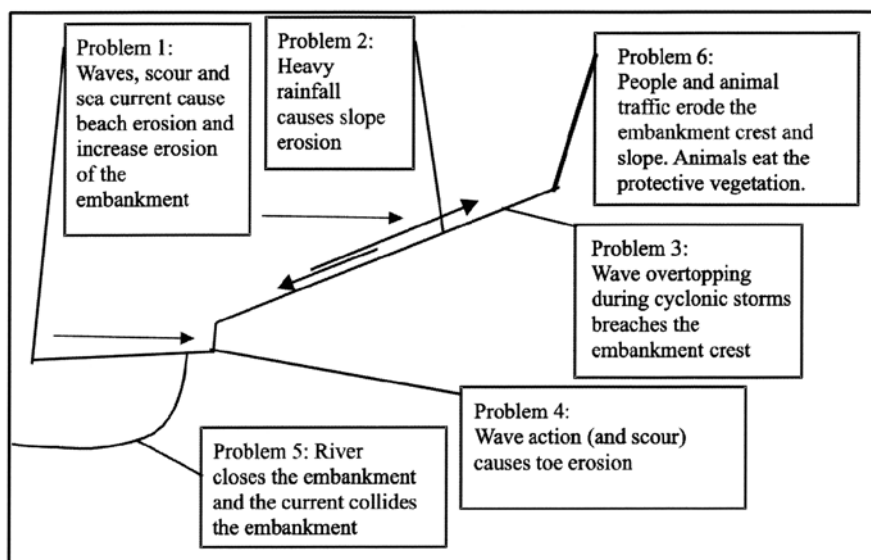 Problem 1:
Waves, scour and
sea current cause
beach erosion and
increase erosion
of the
embankment
Problem 2:
Heavy
rainfall
causes slope
erosion
Problem 6:
People and animal
traffic erode the
embankment crest and
slope. Animals eat the
protective vegetation.
Problem 3:
Wave overtopping
during cyclonic storms
breaches the
embankment crest
Problem 4:
Wave action (and scour)
causes toe erosion
Problem 5: River
closes the embankment
and the current collides
the embankment